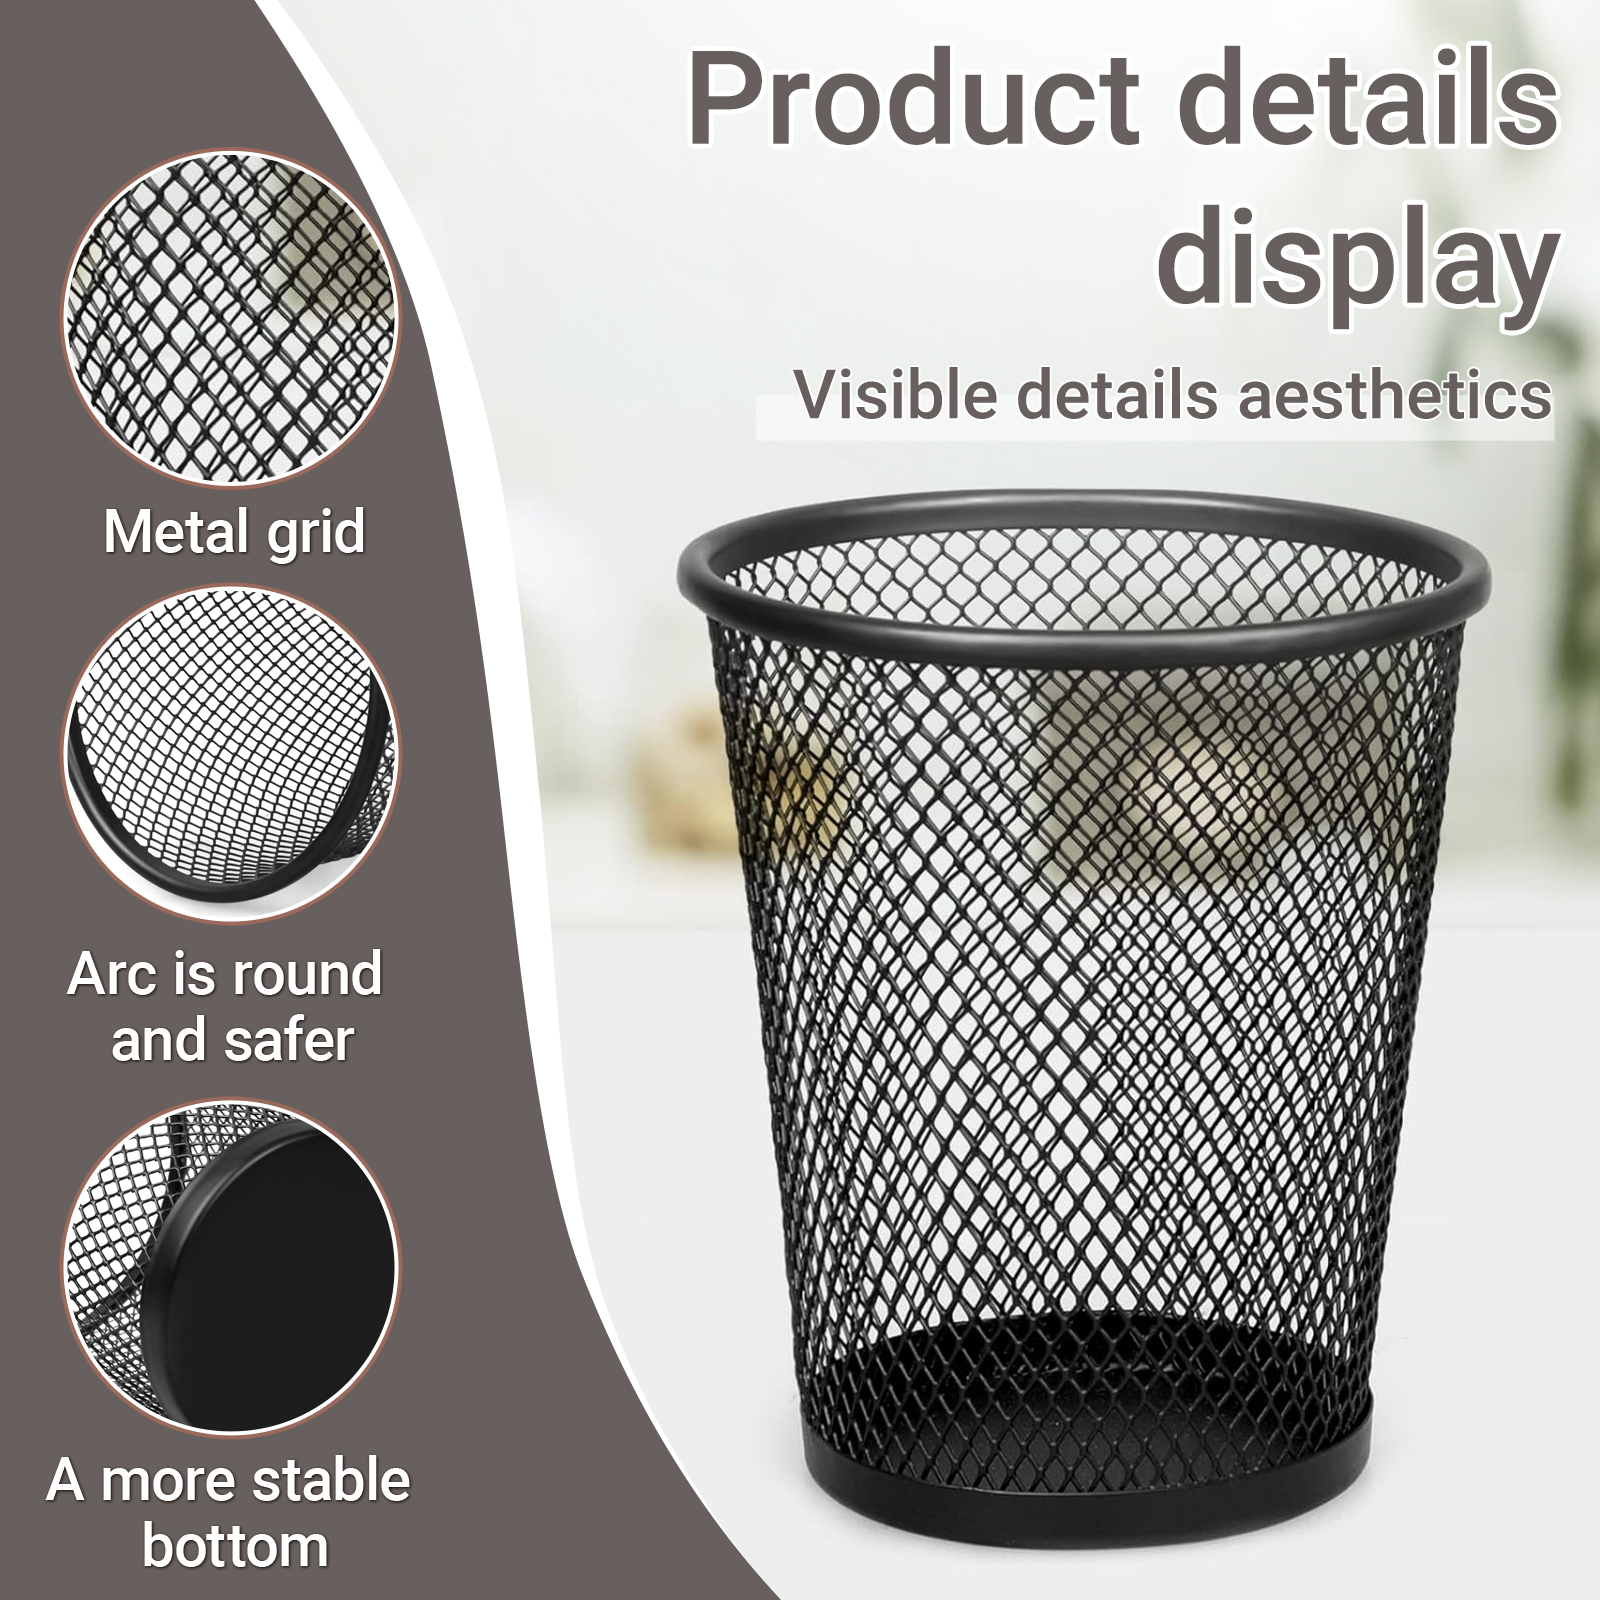 Product details
display
Visible details aesthetics
Metal grid
Arc is round
and safer
A more stable
bottom